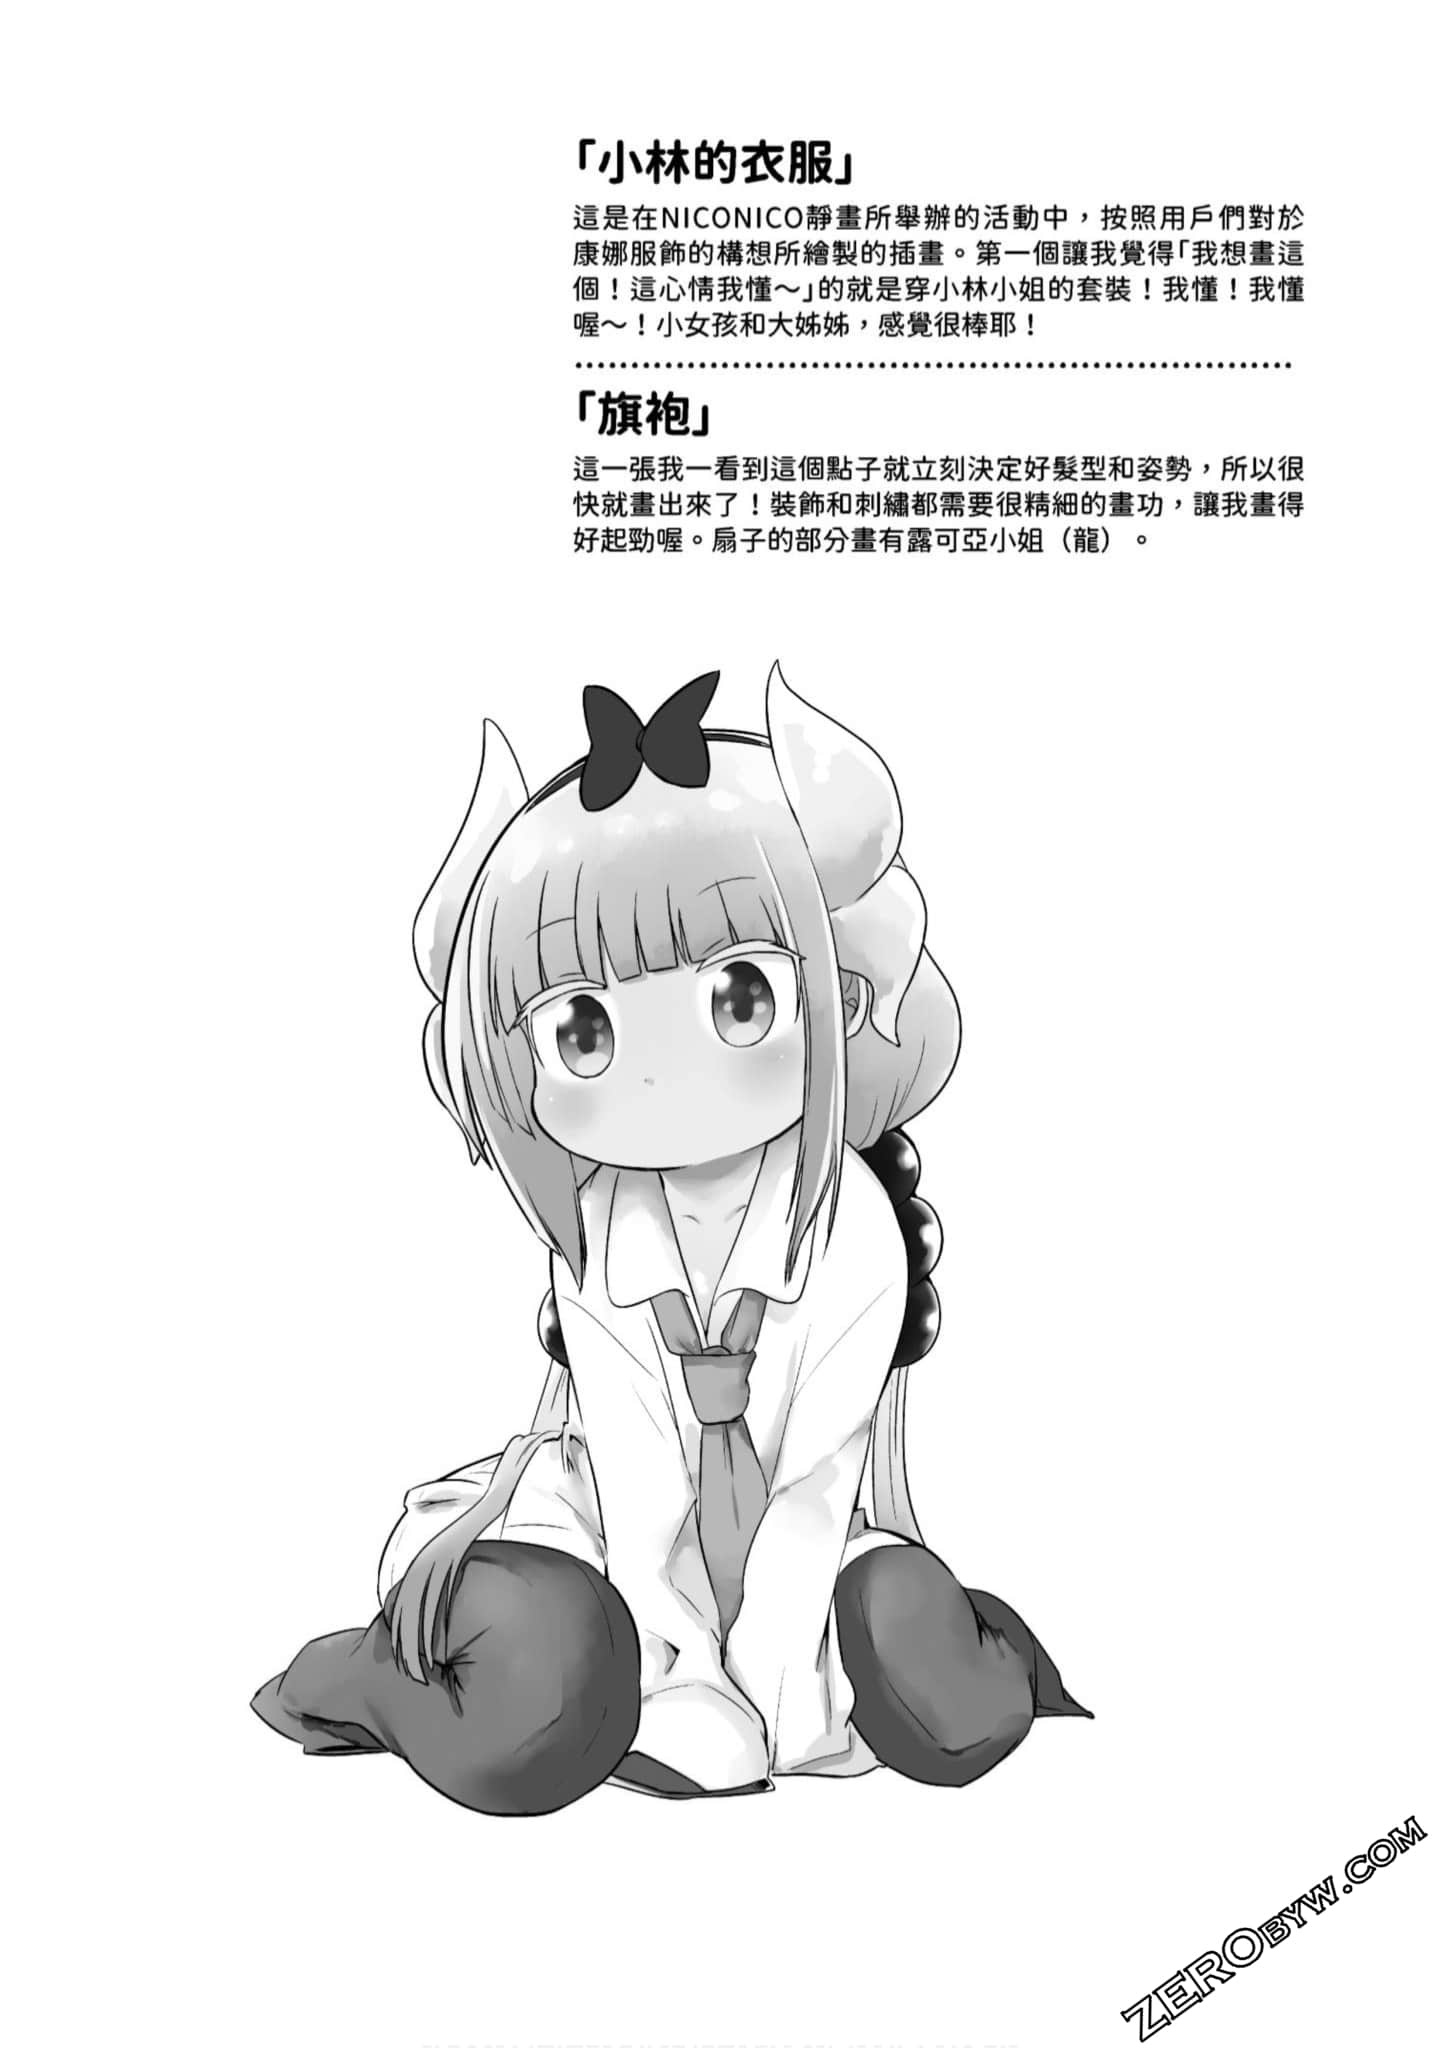 「小林的衣服」
這是在NICONICO靜畫所舉辦的活動中，按照用戶們對於
康娜服飾的構想所繪製的插畫。第一個讓我覺得「我想畫這
個！這心情我懂～」的就是穿小林小姐的套裝！我懂！我懂
喔～！小女孩和大姊姊，感覺很棒耶！
「旗袍」
這一張我一看到這個點子就立刻決定好髮型和姿勢，所以很
快就畫出來了！裝飾和刺繡都需要很精細的畫功，讓我畫得
好起勁喔。扇子的部分畫有露可亞小姐（龍）。
ZEROBYW.COM